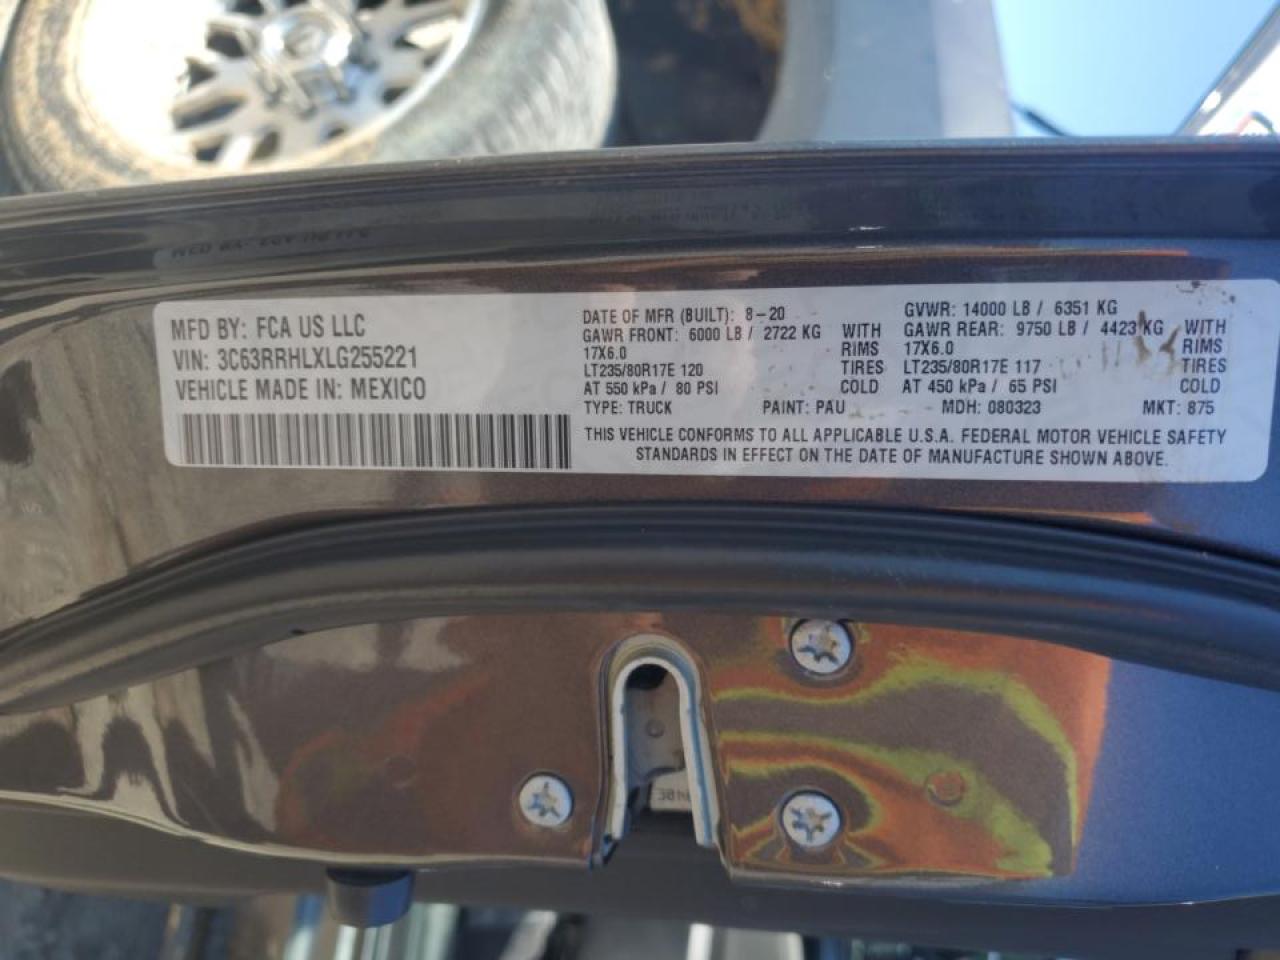 MFD BY: FCA US LLC
VIN: 3C63RRHLXLG255221
VEHICLE MADE IN: MEXICO
DATE OF MFR (BUILT): 8-20
GAWR FRONT: 6000 LB / 2722 KG WITH
17X6.0 RIMS
LT235/80R17E 120 TIRES
AT 550 kPa / 80 PSI COLD
GVWR: 14000 LB / 6351 KG
GAWR REAR: 9750 LB / 4423 KG WITH
17X6.0 RIMS
LT235/80R17E 117 TIRES
AT 450 kPa / 65 PSI COLD
TYPE: TRUCK PAINT: PAU MDH: 080323 MKT: 875
THIS VEHICLE CONFORMS TO ALL APPLICABLE U.S.A. FEDERAL MOTOR VEHICLE SAFETY
STANDARDS IN EFFECT ON THE DATE OF MANUFACTURE SHOWN ABOVE.